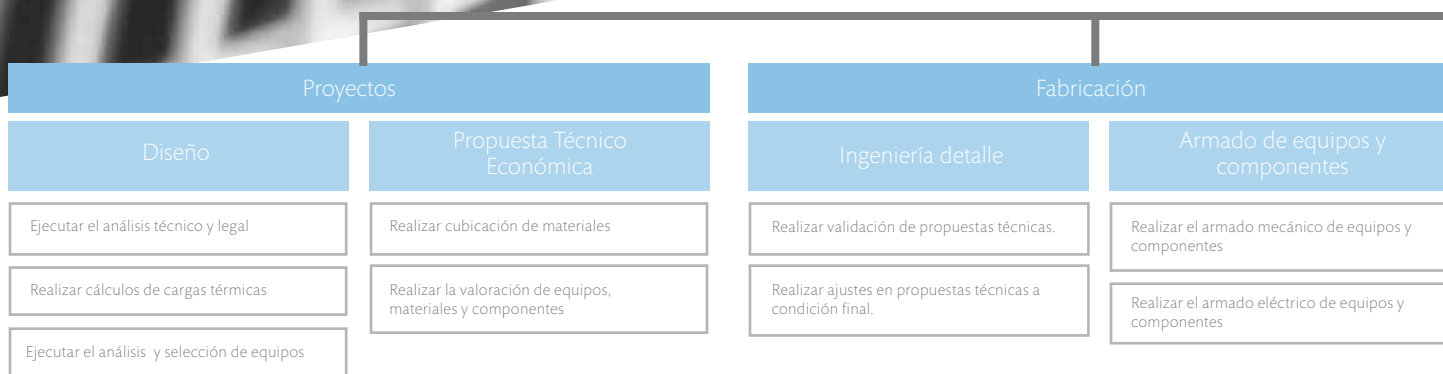 Proyectos
Diseño
Ejecutar el análisis técnico y legal
Realizar cálculos de cargas térmicas
Ejecutar el análisis y selección de equipos
Propuesta Técnico
Económica
Realizar cubicación de materiales
Realizar la valoración de equipos,
materiales y componentes
Fabricación
Ingeniería detalle
Realizar validación de propuestas técnicas.
Realizar ajustes en propuestas técnicas a
condición final.
Armado de equipos y
componentes
Realizar el armado mecánico de equipos y
componentes
Realizar el armado eléctrico de equipos y
componentes